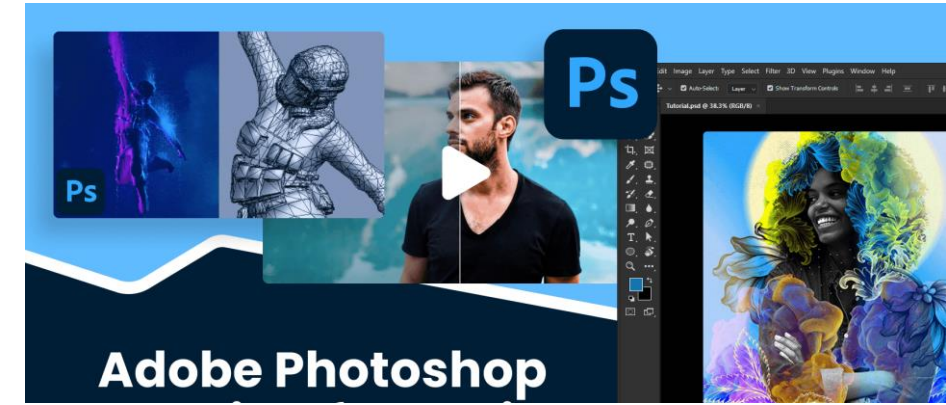 Ps
Ps
Edit Image Layer Type Select Filter 3D View Plugins Window Help
Auto-Select: Layer Show Transform Controls
Tutorial.psd @ 38.3% (RGB/8) ×
T
Adobe Photoshop